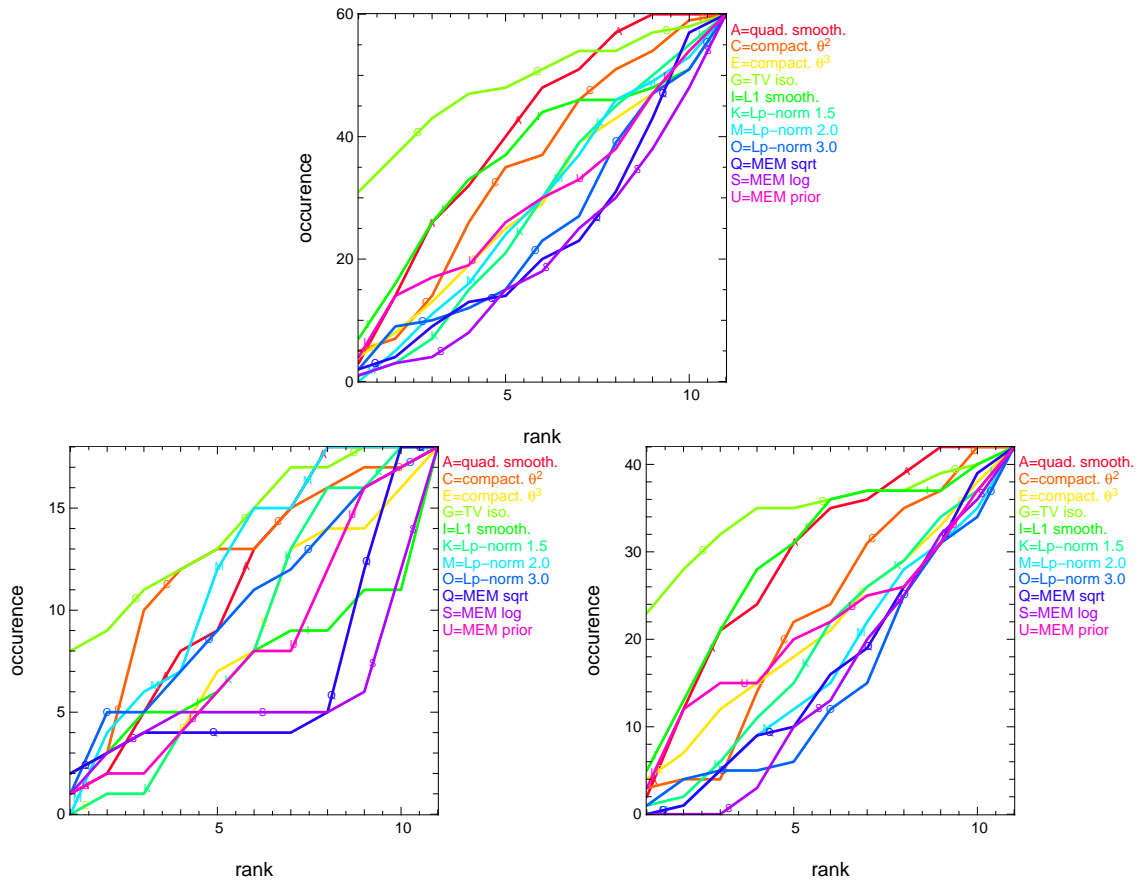 60
40
20
0
occurence
5
10
rank
A=quad. smooth.
C=compact. θ²
E=compact. θ³
G=TV iso.
I=L1 smooth.
K=Lp−norm 1.5
M=Lp−norm 2.0
O=Lp−norm 3.0
Q=MEM sqrt
S=MEM log
U=MEM prior
15
10
5
0
occurence
5
10
rank
A=quad. smooth.
C=compact. θ²
E=compact. θ³
G=TV iso.
I=L1 smooth.
K=Lp−norm 1.5
M=Lp−norm 2.0
O=Lp−norm 3.0
Q=MEM sqrt
S=MEM log
U=MEM prior
40
30
20
10
0
occurence
5
10
rank
A=quad. smooth.
C=compact. θ²
E=compact. θ³
G=TV iso.
I=L1 smooth.
K=Lp−norm 1.5
M=Lp−norm 2.0
O=Lp−norm 3.0
Q=MEM sqrt
S=MEM log
U=MEM prior